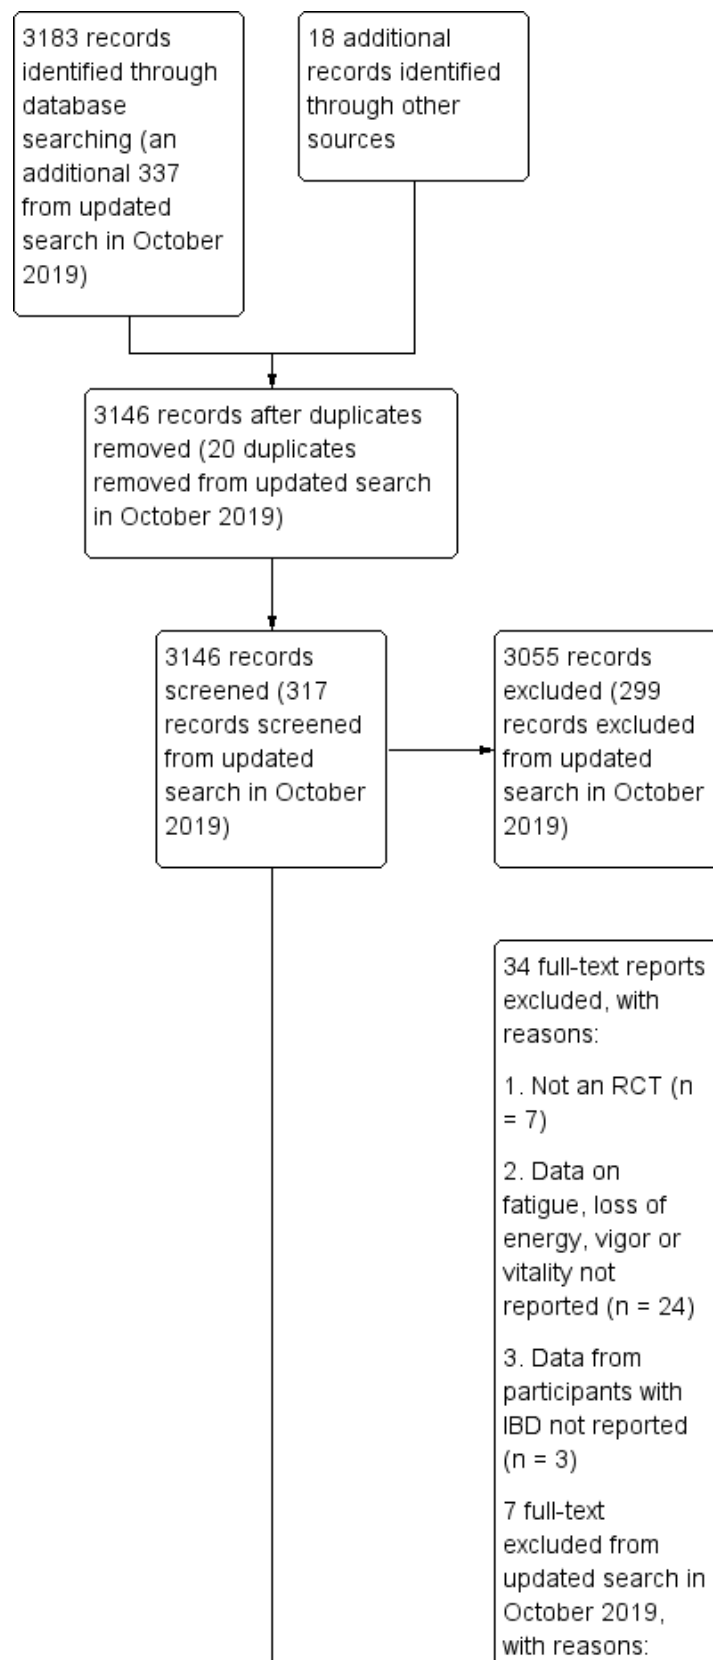 3183 records
identified through
database
searching (an
additional 337
from updated
search in October
2019)
18 additional
records identified
through other
sources
3146 records after duplicates
removed (20 duplicates
removed from updated search
in October 2019)
3146 records
screened (317
records screened
from updated
search in October
2019)
3055 records
excluded (299
records excluded
from updated
search in October
2019)
34 full-text reports
excluded, with
reasons:
1. Not an RCT (n
= 7)
2. Data on
fatigue, loss of
energy, vigor or
vitality not
reported (n = 24)
3. Data from
participants with
IBD not reported
(n = 3)
7 full-text
excluded from
updated search in
October 2019,
with reasons: